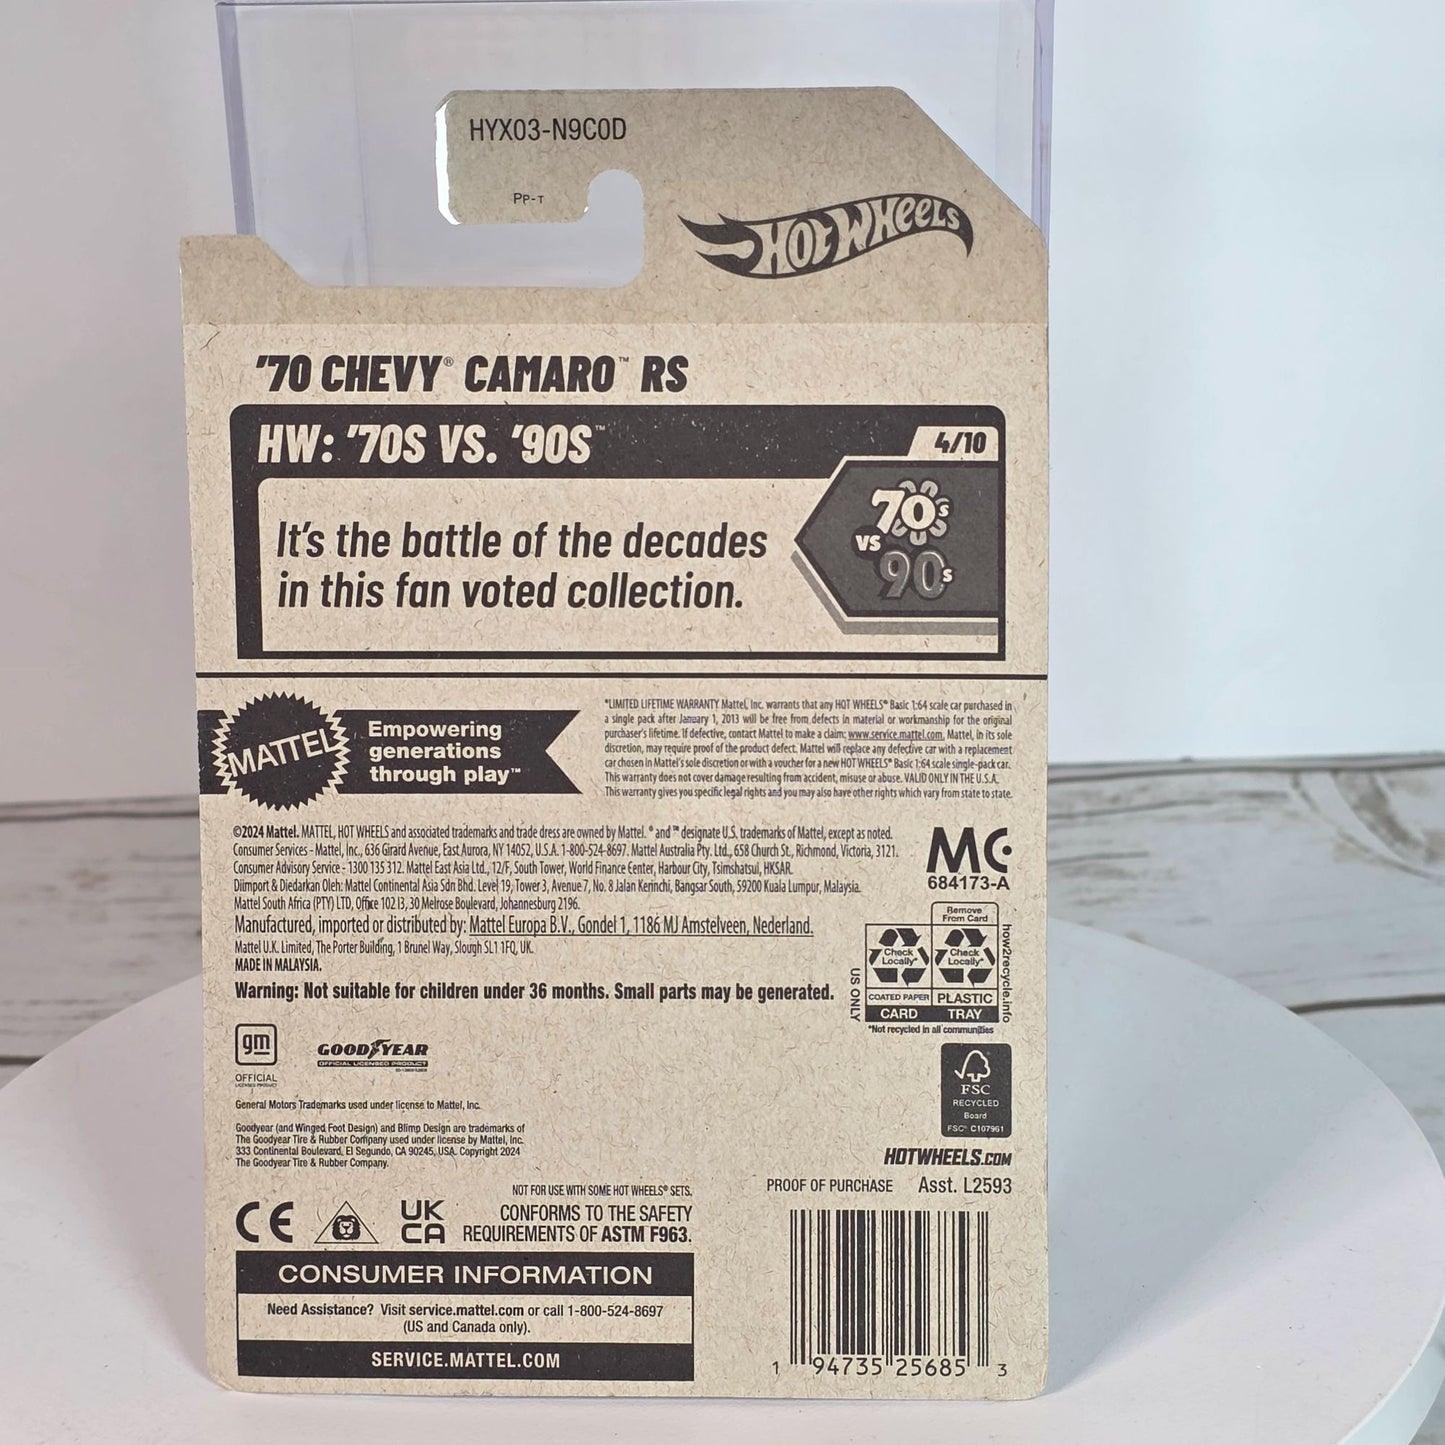 HYX03-N9C0D
PP-T
HOT WHEELS
'70 CHEVY® CAMARO™ RS
HW: '70S VS. '90S™
4/10
70s
VS
90s
It's the battle of the decades
in this fan voted collection.
MATTEL
Empowering
generations
through play™
*LIMITED LIFETIME WARRANTY Mattel, Inc. warrants that any HOT WHEELS® Basic 1:64 scale car purchased in
a single pack after January 1, 2013 will be free from defects in material or workmanship for the original
purchaser's lifetime. If defective, contact Mattel to make a claim: www.service.mattel.com. Mattel, in its sole
discretion, may require proof of the product defect. Mattel will replace any defective car with a replacement
car chosen in Mattel's sole discretion or with a voucher for a new HOT WHEELS® Basic 1:64 scale single-pack car.
This warranty does not cover damage resulting from accident, misuse or abuse. VALID ONLY IN THE U.S.A.
This warranty gives you specific legal rights and you may also have other rights which vary from state to state.
©2024 Mattel. MATTEL, HOT WHEELS and associated trademarks and trade dress are owned by Mattel. ® and ™ designate U.S. trademarks of Mattel, except as noted.
Consumer Services - Mattel, Inc., 636 Girard Avenue, East Aurora, NY 14052, U.S.A. 1-800-524-8697. Mattel Australia Pty. Ltd., 658 Church St., Richmond, Victoria, 3121.
Consumer Advisory Service - 1300 135 312. Mattel East Asia Ltd., 12/F, South Tower, World Finance Center, Harbour City, Tsimshatsui, HKSAR.
Diimport & Diedarkan Oleh: Mattel Continental Asia Sdn Bhd. Level 19, Tower 3, Avenue 7, No. 8 Jalan Kerinchi, Bangsar South, 59200 Kuala Lumpur, Malaysia.
Mattel South Africa (PTY) LTD, Office 102 I3, 30 Melrose Boulevard, Johannesburg 2196.
Manufactured, imported or distributed by: Mattel Europa B.V., Gondel 1, 1186 MJ Amstelveen, Nederland.
Mattel U.K. Limited, The Porter Building, 1 Brunel Way, Slough SL1 1FQ, UK.
MADE IN MALAYSIA.
Warning: Not suitable for children under 36 months. Small parts may be generated.
MC
684173-A
Remove
From Card
Check
Locally*
Check
Locally*
COATED PAPER
PLASTIC
CARD
TRAY
US ONLY
how2recycle.info
*Not recycled in all communities
gm
OFFICIAL
LICENSED PRODUCT
GOODYEAR
OFFICIAL LICENSED PRODUCT
FSC
RECYCLED
Board
FSC® C107961
General Motors Trademarks used under license to Mattel, Inc.
Goodyear (and Winged Foot Design) and Blimp Design are trademarks of
The Goodyear Tire & Rubber Company used under license by Mattel, Inc.
333 Continental Boulevard, El Segundo, CA 90245, USA. Copyright 2024
The Goodyear Tire & Rubber Company.
HOTWHEELS.COM
PROOF OF PURCHASE
Asst. L2593
NOT FOR USE WITH SOME HOT WHEELS® SETS.
CE
UK
CA
CONFORMS TO THE SAFETY
REQUIREMENTS OF ASTM F963.
CONSUMER INFORMATION
Need Assistance? Visit service.mattel.com or call 1-800-524-8697
(US and Canada only).
SERVICE.MATTEL.COM
1 94735 25685 3